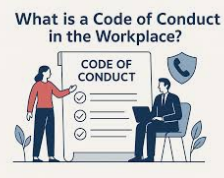 What is a Code of Conduct
in the Workplace?
CODE OF
CONDUCT